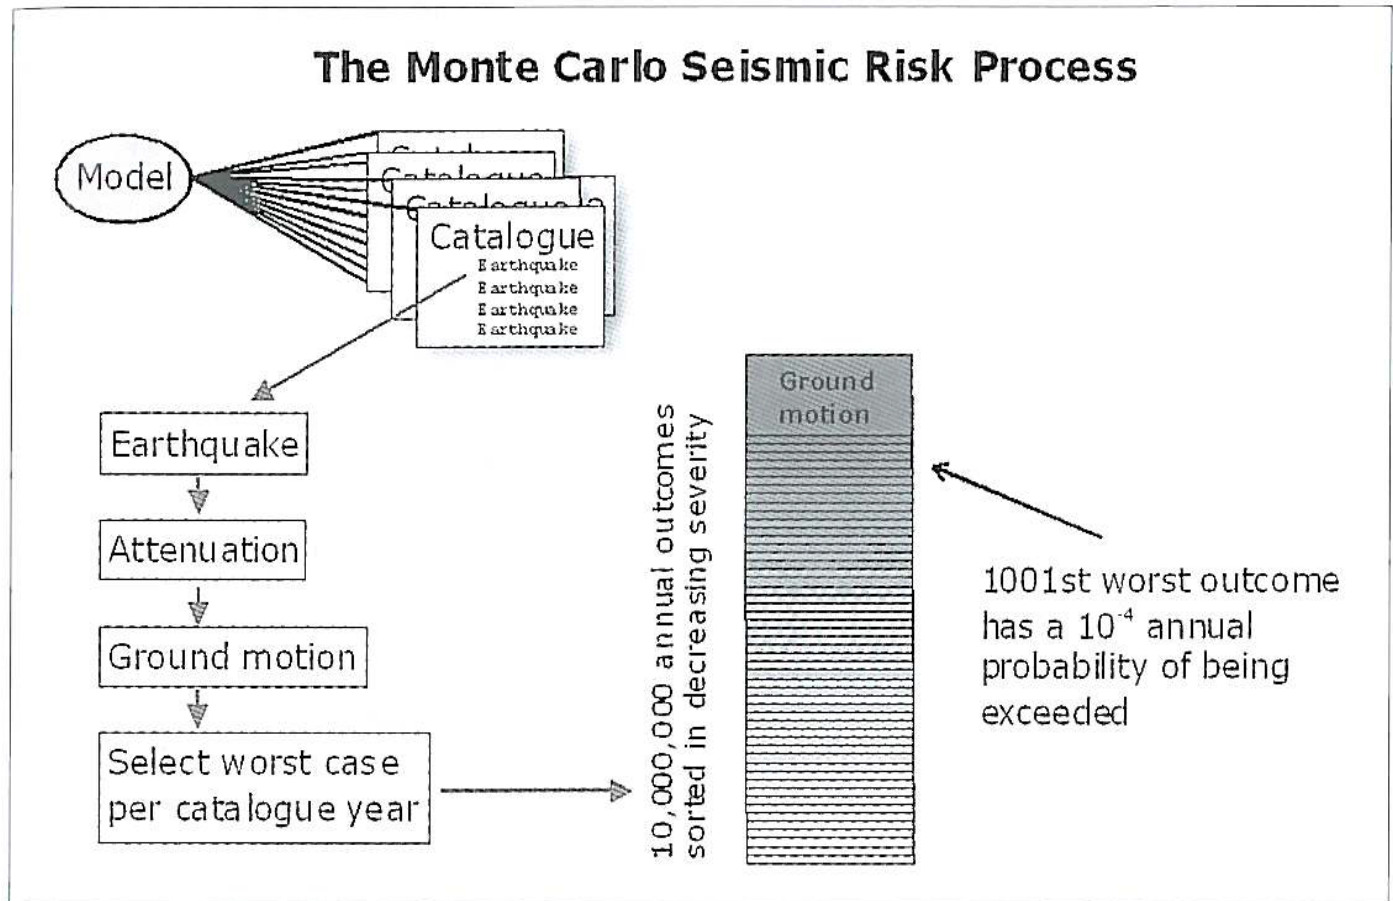 The Monte Carlo Seismic Risk Process
Model
Catalogue
Catalogue
Catalogue
Earthquake
Earthquake
Earthquake
Earthquake
Earthquake
Attenuation
Ground motion
Select worst case
per catalogue year
10,000,000 annual outcomes
sorted in decreasing severity
Ground
motion
1001st worst outcome
has a 10⁻⁴ annual
probability of being
exceeded